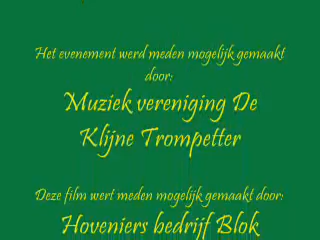 Het evenement werd meden mogelijk gemaakt
door:
Muziek vereniging De
Klijne Trompetter
Deze film wert meden mogelijk gemaakt door:
Hoveniers bedrijf Blok